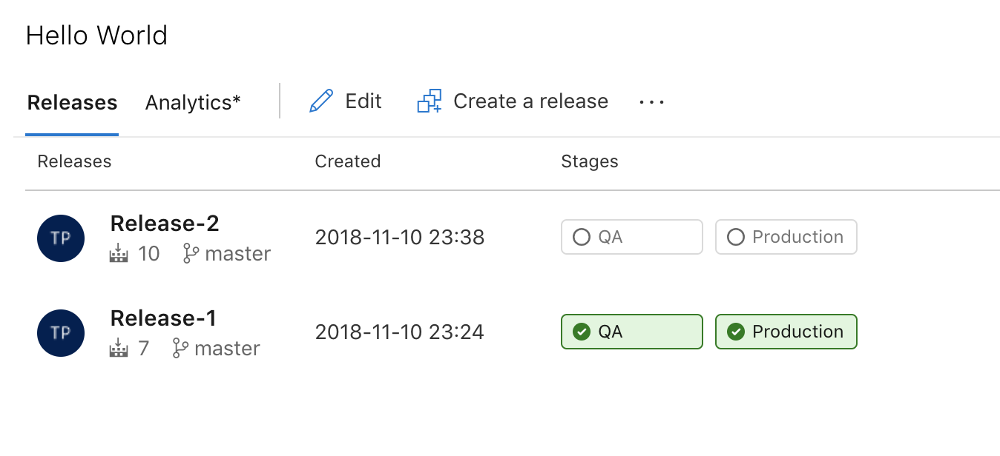 Hello World
Releases Analytics* Edit Create a release ...
Releases Created Stages
TP Release-2 2018-11-10 23:38 QA Production
10 master
TP Release-1 2018-11-10 23:24 QA Production
7 master